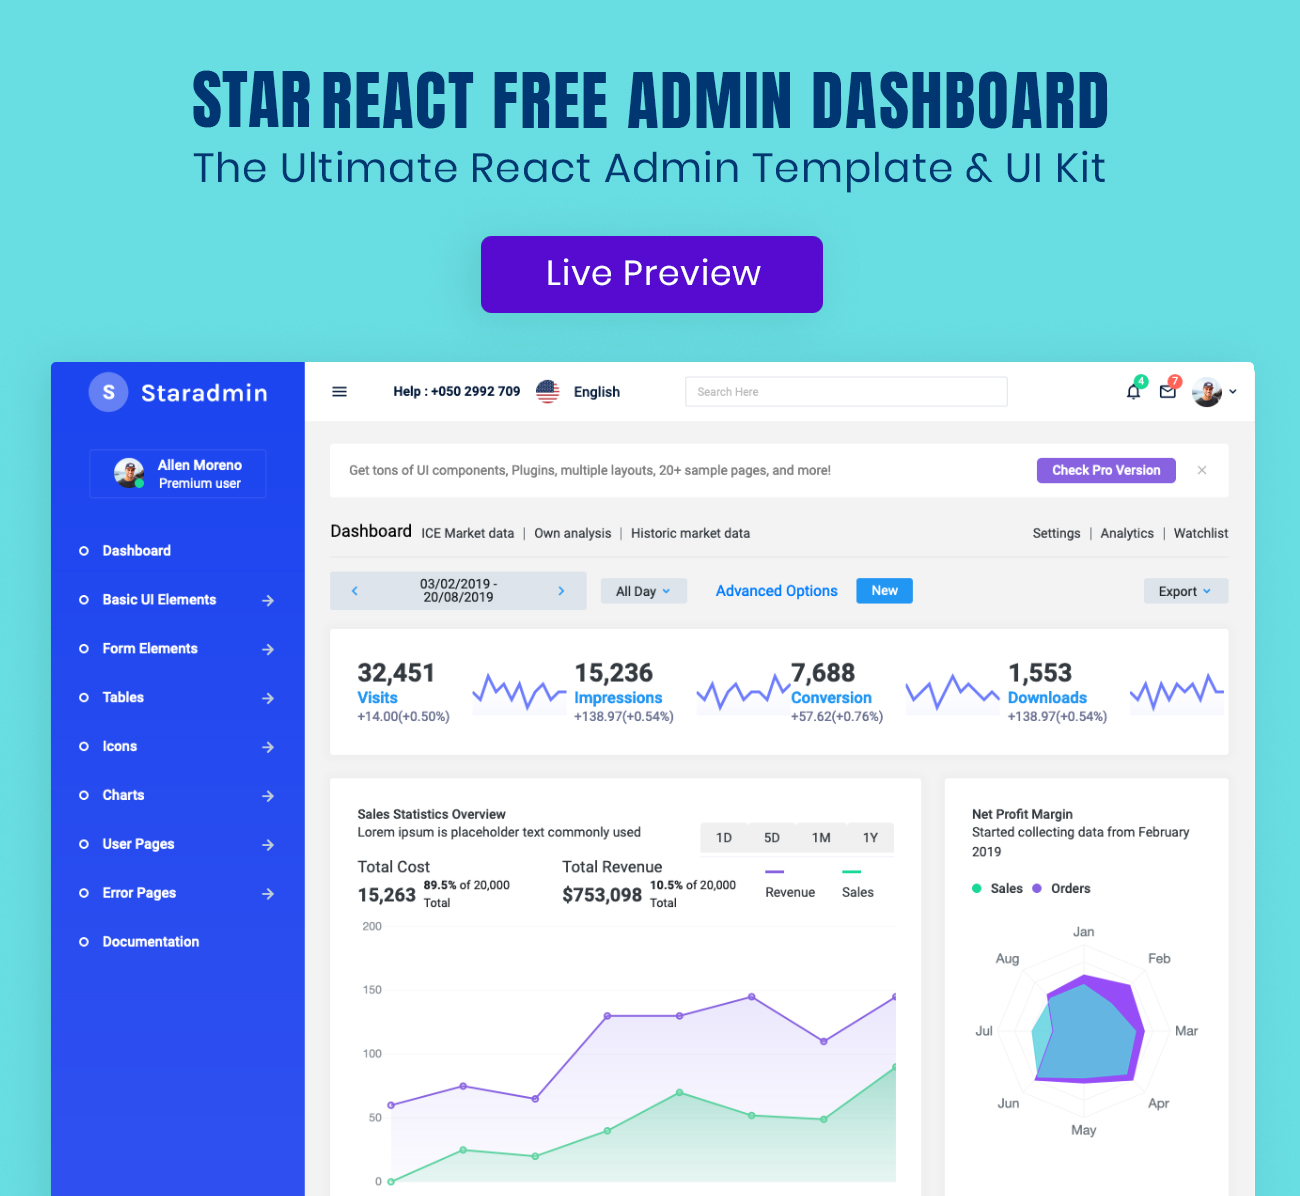 STAR REACT FREE ADMIN DASHBOARD
The Ultimate React Admin Template & UI Kit
Live Preview
S Staradmin
Help : +050 2992 709
English
Search Here
4
7
Allen Moreno
Premium user
Dashboard
Basic UI Elements
Form Elements
Tables
Icons
Charts
User Pages
Error Pages
Documentation
Get tons of UI components, Plugins, multiple layouts, 20+ sample pages, and more!
Check Pro Version
Dashboard ICE Market data | Own analysis | Historic market data
Settings | Analytics | Watchlist
03/02/2019 -
20/08/2019
All Day
Advanced Options
New
Export
32,451
Visits
+14.00(+0.50%)
15,236
Impressions
+138.97(+0.54%)
7,688
Conversion
+57.62(+0.76%)
1,553
Downloads
+138.97(+0.54%)
Sales Statistics Overview
Lorem ipsum is placeholder text commonly used
1D 5D 1M 1Y
Total Cost
15,263 89.5% of 20,000
Total
Total Revenue
$753,098 10.5% of 20,000
Total
Revenue
Sales
200
150
100
50
0
Net Profit Margin
Started collecting data from February
2019
Sales Orders
Jan
Feb
Mar
Apr
May
Jun
Jul
Aug